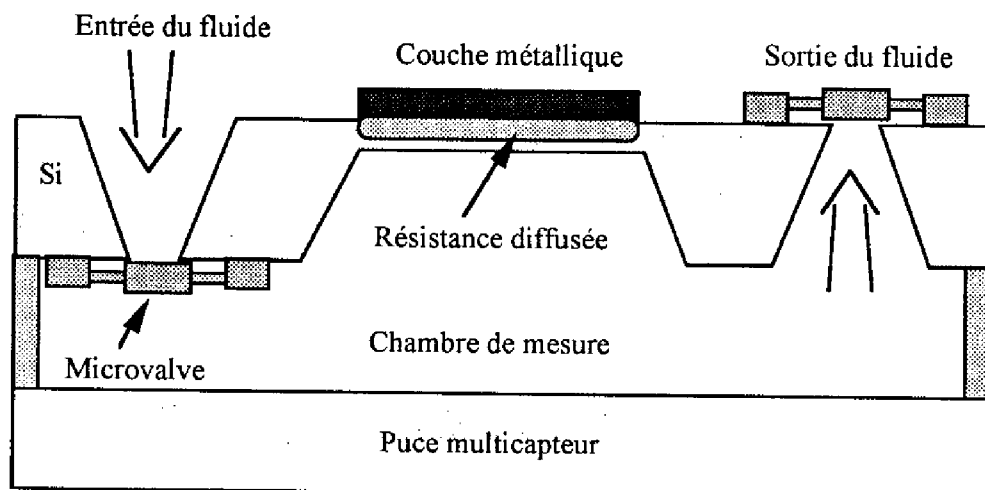 Entrée du fluide
Couche métallique
Sortie du fluide
Si
Résistance diffusée
Chambre de mesure
Microvalve
Puce multicapteur